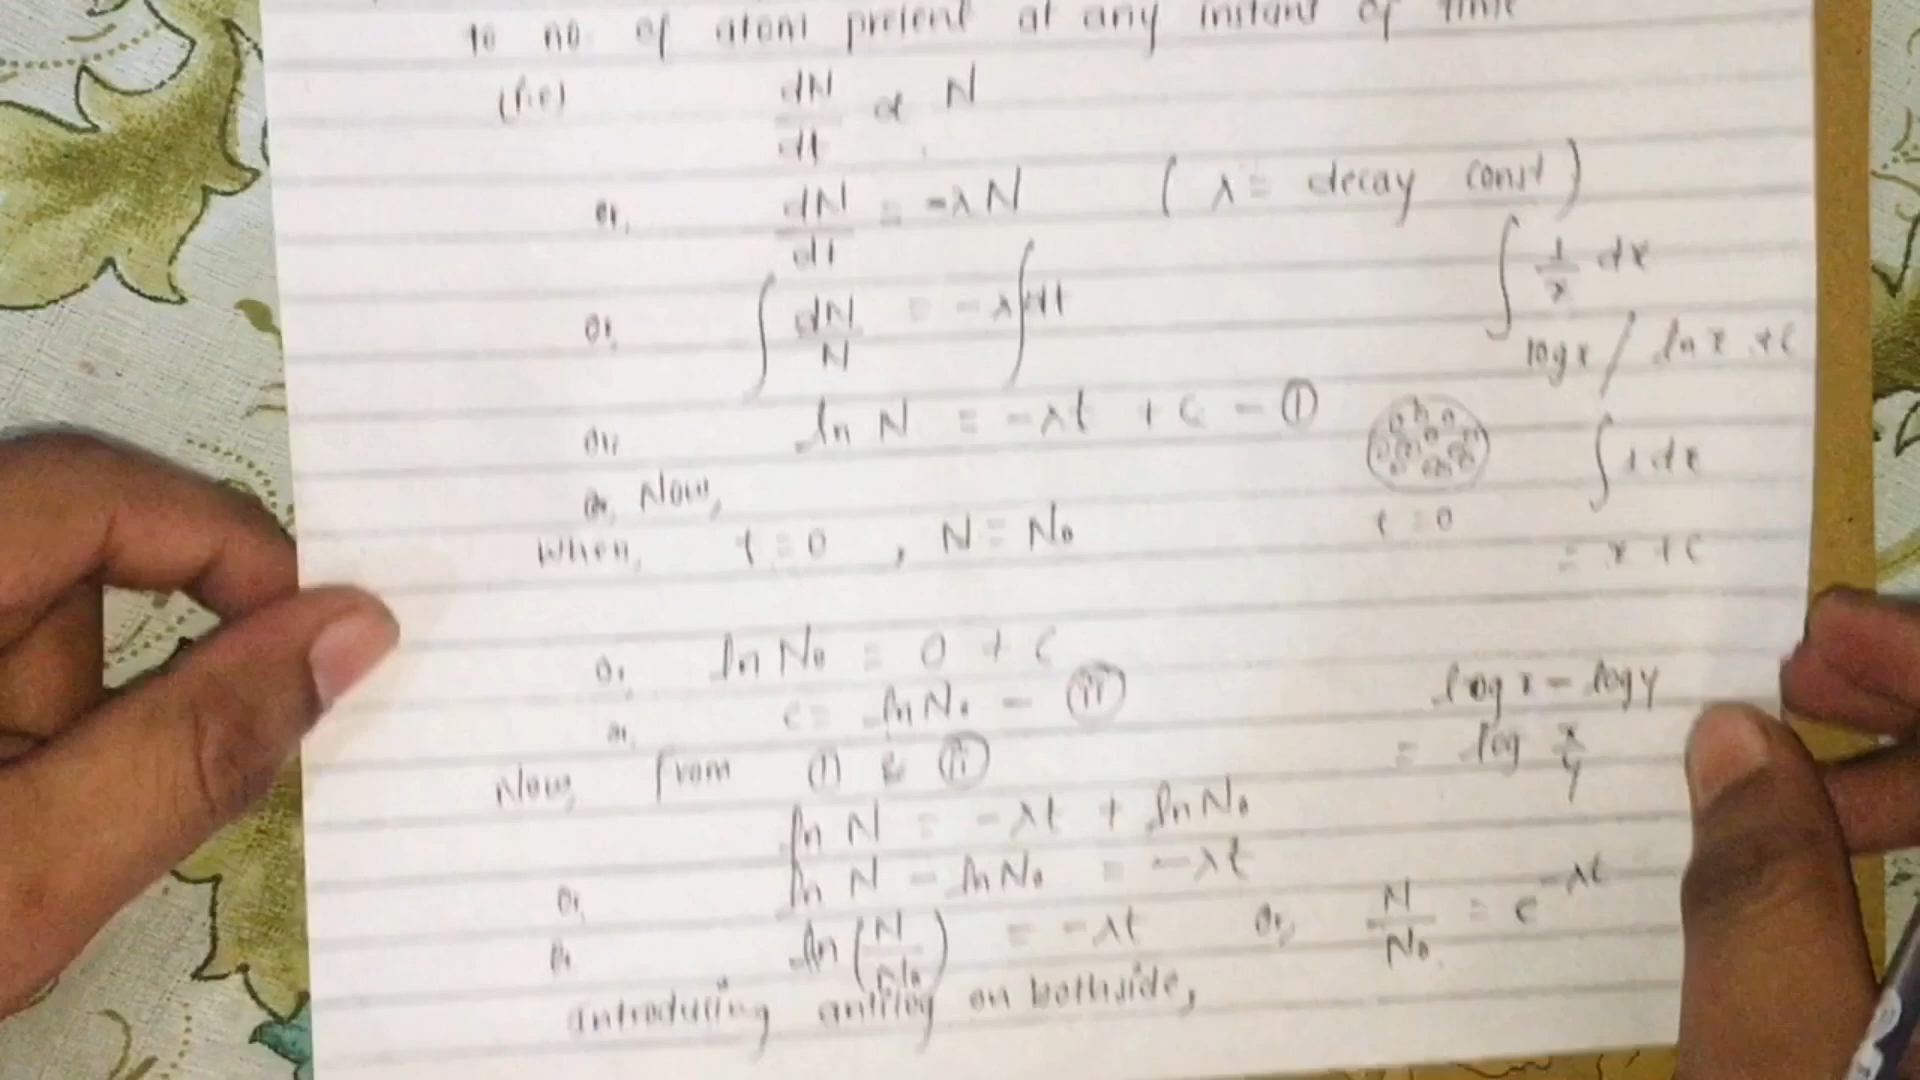 to no. of atoms present at any instant of time
(i.e) dN/dt ∝ N
or, dN/dt = -λN ( λ = decay const )
or, ∫ dN/N = -λ∫dt
∫ 1/x dx
log x / ln x + c
or, ln N = -λt + c - (i)
∫ 1 dx
or, Now,
t = 0
= x + c
when, t = 0 , N = N₀
or, ln N₀ = 0 + c
or, c = ln N₀ - (ii)
log x - log y
= log x/y
Now, from (i) & (ii)
ln N = -λt + ln N₀
or, ln N - ln N₀ = -λt
or, ln (N/N₀) = -λt or, N/N₀ = e^-λt
introducing antilog on bothside,